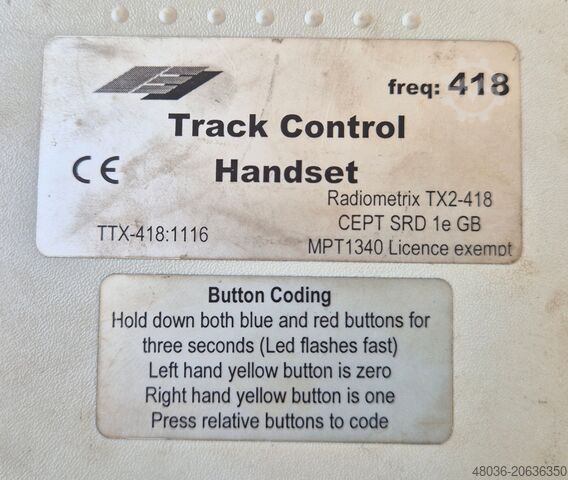 freq: 418
Track Control
Handset
Radiometrix TX2-418
CEPT SRD 1e GB
TTX-418:1116
MPT1340 Licence exempt
CE
Button Coding
Hold down both blue and red buttons for
three seconds (Led flashes fast)
Left hand yellow button is zero
Right hand yellow button is one
Press relative buttons to code
48036-20636350